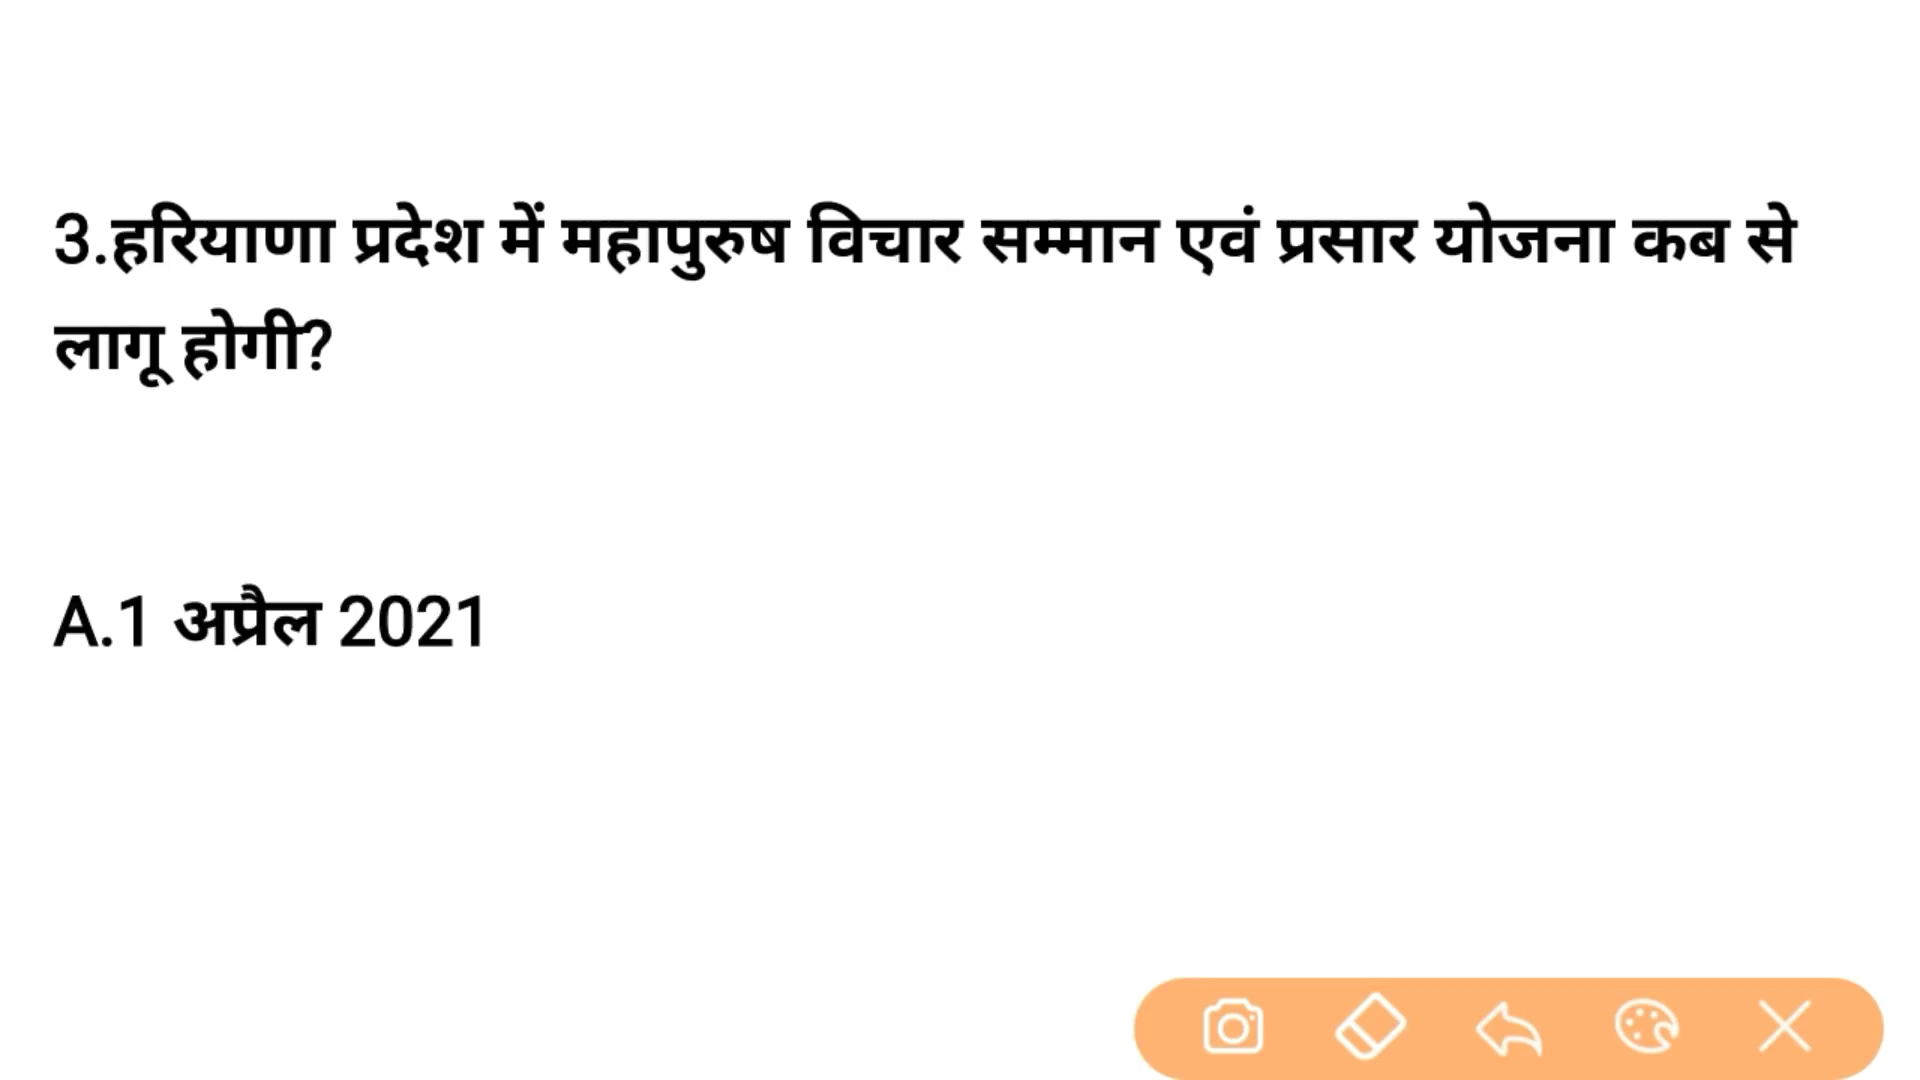 3.हरियाणा प्रदेश में महापुरुष विचार सम्मान एवं प्रसार योजना कब से
लागू होगी?
A.1 अप्रैल 2021